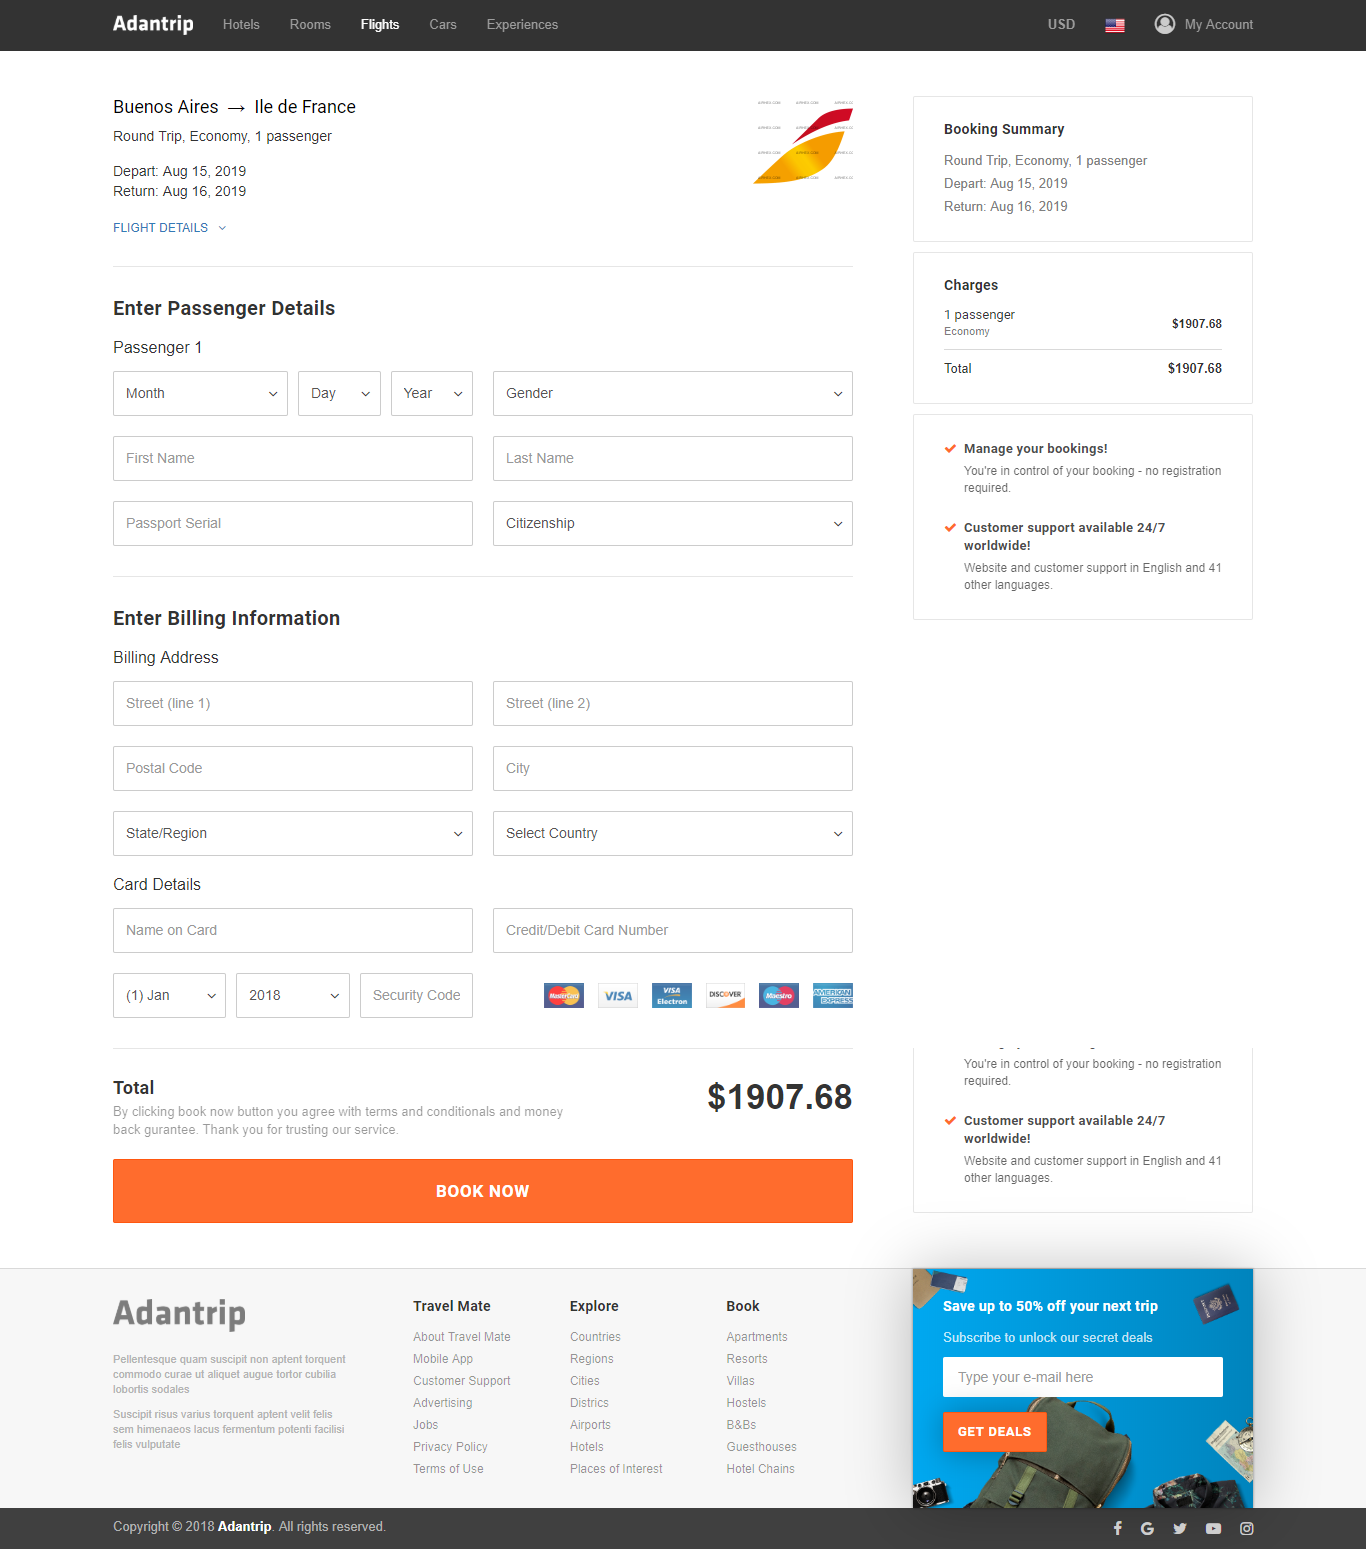 Adantrip Hotels Rooms Flights Cars Experiences USD My Account
Buenos Aires → Ile de France
Round Trip, Economy, 1 passenger
Depart: Aug 15, 2019
Return: Aug 16, 2019
FLIGHT DETAILS
Booking Summary
Round Trip, Economy, 1 passenger
Depart: Aug 15, 2019
Return: Aug 16, 2019
Charges
1 passenger
Economy
$1907.68
Total $1907.68
Manage your bookings!
You're in control of your booking - no registration
required.
Customer support available 24/7
worldwide!
Website and customer support in English and 41
other languages.
Enter Passenger Details
Passenger 1
Month Day Year Gender
First Name Last Name
Passport Serial Citizenship
Enter Billing Information
Billing Address
Street (line 1) Street (line 2)
Postal Code City
State/Region Select Country
Card Details
Name on Card Credit/Debit Card Number
(1) Jan 2018 Security Code MasterCard VISA VISA Electron DISCOVER Maestro AMERICAN EXPRESS
Total
By clicking book now button you agree with terms and conditionals and money
back gurantee. Thank you for trusting our service.
$1907.68
BOOK NOW
You're in control of your booking - no registration
required.
Customer support available 24/7
worldwide!
Website and customer support in English and 41
other languages.
Adantrip
Pellentesque quam suscipit non aptent torquent
commodo curae ut aliquet augue tortor cubilia
lobortis sodales
Suscipit risus varius torquent aptent velit felis
sem himenaeos lacus fermentum potenti facilisi
felis vulputate
Travel Mate
About Travel Mate
Mobile App
Customer Support
Advertising
Jobs
Privacy Policy
Terms of Use
Explore
Countries
Regions
Cities
Districs
Airports
Hotels
Places of Interest
Book
Apartments
Resorts
Villas
Hostels
B&Bs
Guesthouses
Hotel Chains
Save up to 50% off your next trip
Subscribe to unlock our secret deals
Type your e-mail here
GET DEALS
Copyright © 2018 Adantrip. All rights reserved.